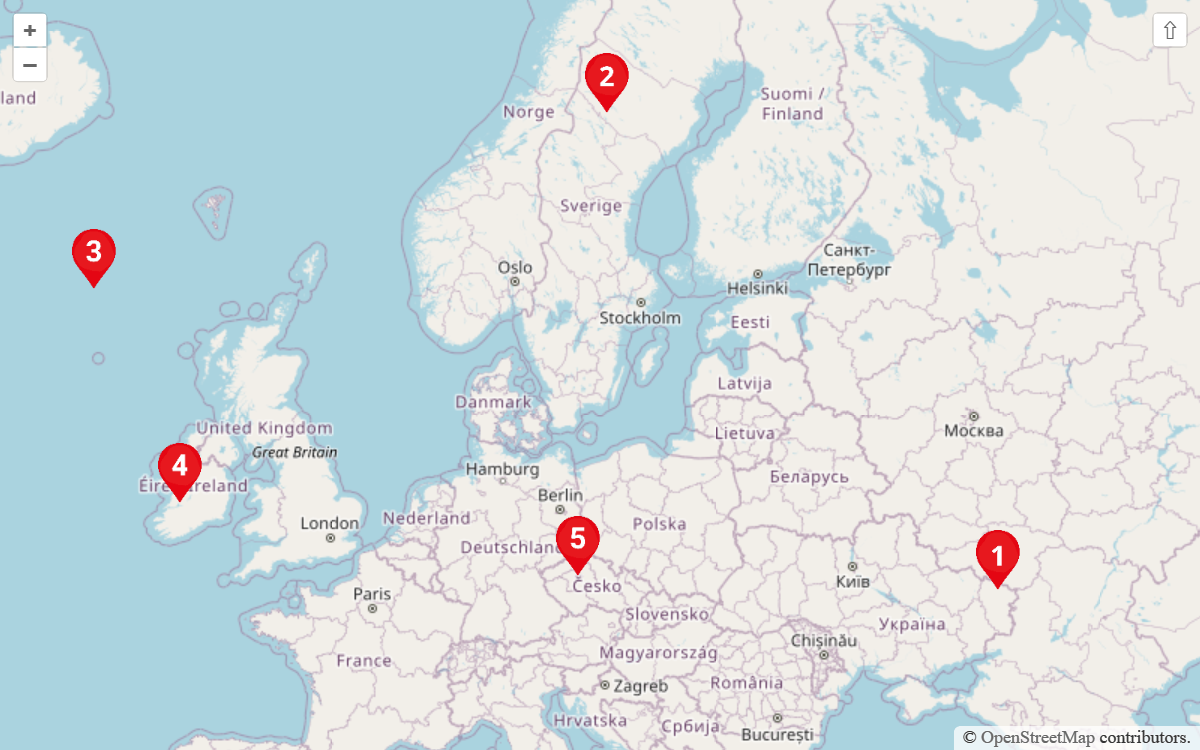 +
−
⇧
land
2
Norge
Suomi /
Finland
Sverige
3
Oslo
Санкт-
Петербург
Helsinki
Stockholm
Eesti
Latvija
Danmark
United Kingdom
Great Britain
Lietuva
Москва
4
Éire / Ireland
Hamburg
Беларусь
Berlin
London
Nederland
Polska
5
Deutschland
1
Paris
Česko
Київ
Slovensko
Україна
Chișinău
Magyarország
France
Zagreb
România
Hrvatska
Србија
București
© OpenStreetMap contributors.